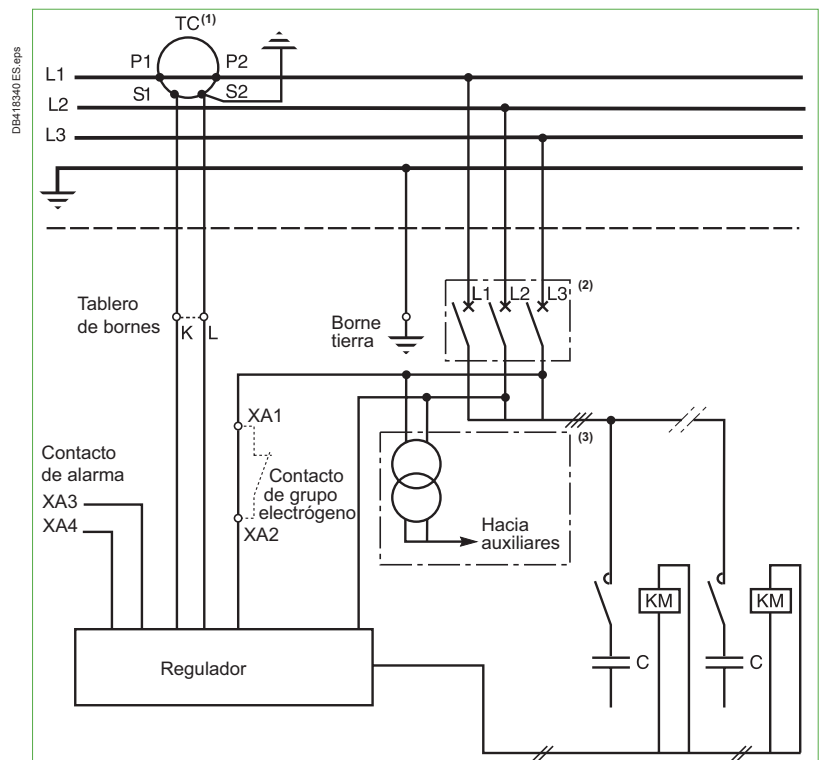 DB418340 ES.eps
TC(1)
P1 P2
L1
S1 S2
L2
L3
L1 L2 L3 (2)
Tablero
de bornes
K L
Borne
tierra
XA1
(3)
Contacto
de alarma
XA3
XA4
Contacto
de grupo
electrógeno
XA2
Hacia
auxiliares
KM KM
C C
Regulador